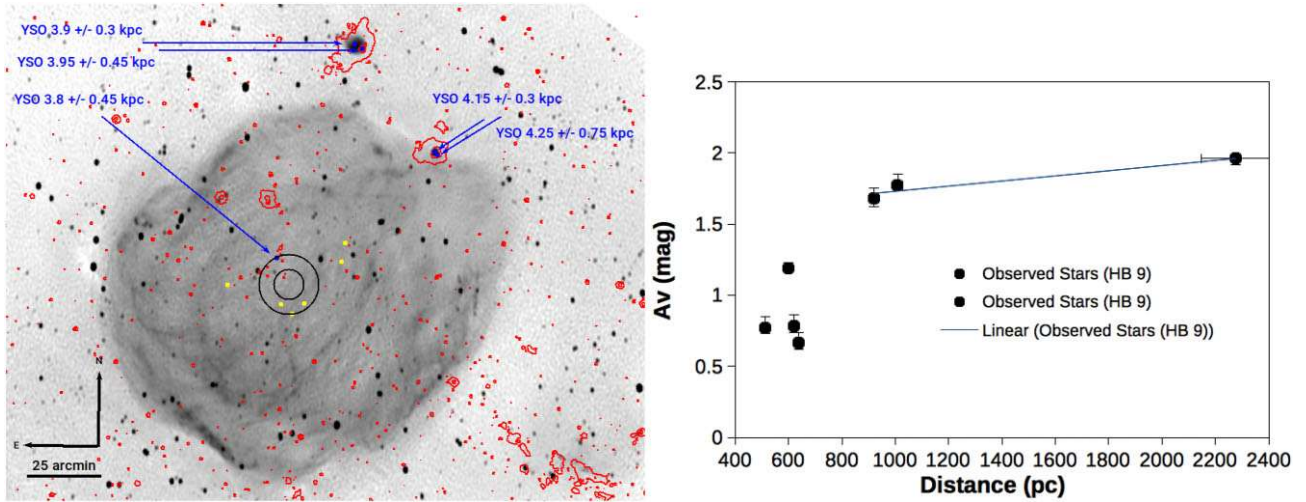 YSO 3.9 +/- 0.3 kpc
YSO 3.95 +/- 0.45 kpc
YSO 3.8 +/- 0.45 kpc
YSO 4.15 +/- 0.3 kpc
YSO 4.25 +/- 0.75 kpc
N
E
25 arcmin
2.5
2
1.5
1
0.5
0
Av (mag)
Observed Stars (HB 9)
Observed Stars (HB 9)
Linear (Observed Stars (HB 9))
400 600 800 1000 1200 1400 1600 1800 2000 2200 2400
Distance (pc)